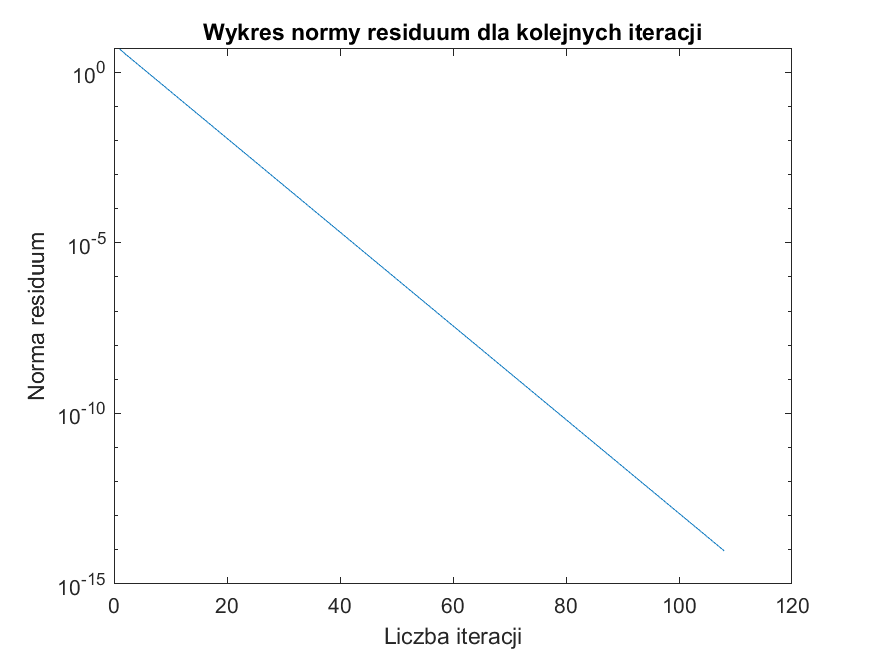 Wykres normy residuum dla kolejnych iteracji
10^0
10^-5
10^-10
10^-15
Norma residuum
0 20 40 60 80 100 120
Liczba iteracji